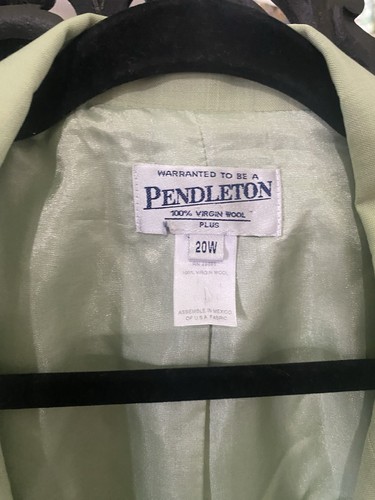 WARRANTED TO BE A
PENDLETON
100% VIRGIN WOOL
PLUS
20W
100% VIRGIN WOOL
ASSEMBLED IN MEXICO
OF U.S.A. FABRIC